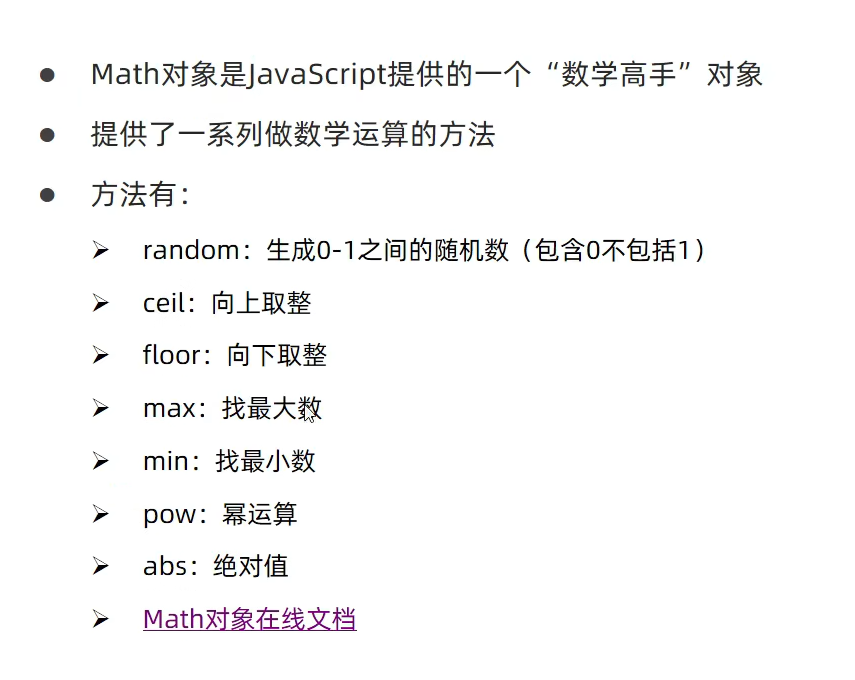 Math对象是JavaScript提供的一个“数学高手”对象
提供了一系列做数学运算的方法
方法有：
random：生成0-1之间的随机数（包含0不包括1）
ceil：向上取整
floor：向下取整
max：找最大数
min：找最小数
pow：幂运算
abs：绝对值
Math对象在线文档